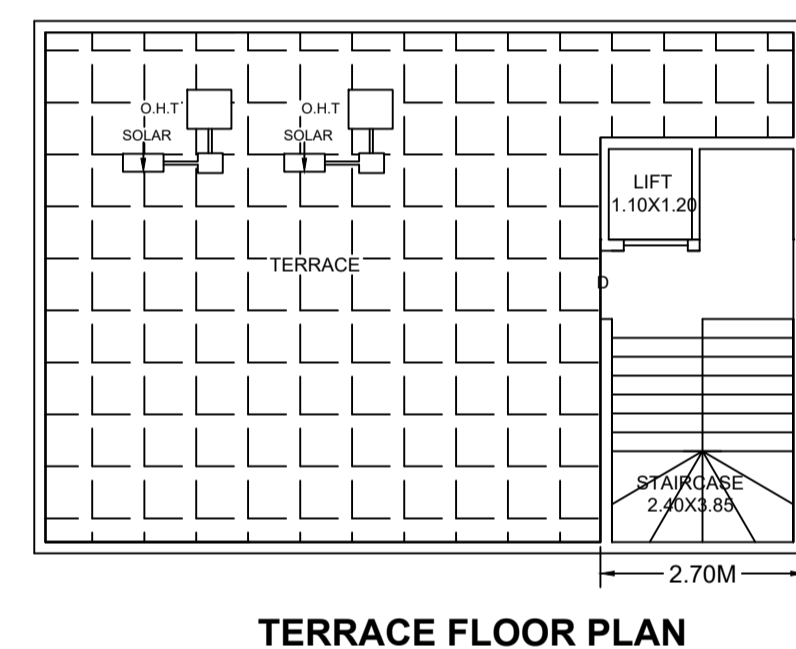 O.H.T
O.H.T
SOLAR
SOLAR
LIFT
1.10X1.20
TERRACE
D
STAIRCASE
2.40X3.85
2.70M
TERRACE FLOOR PLAN